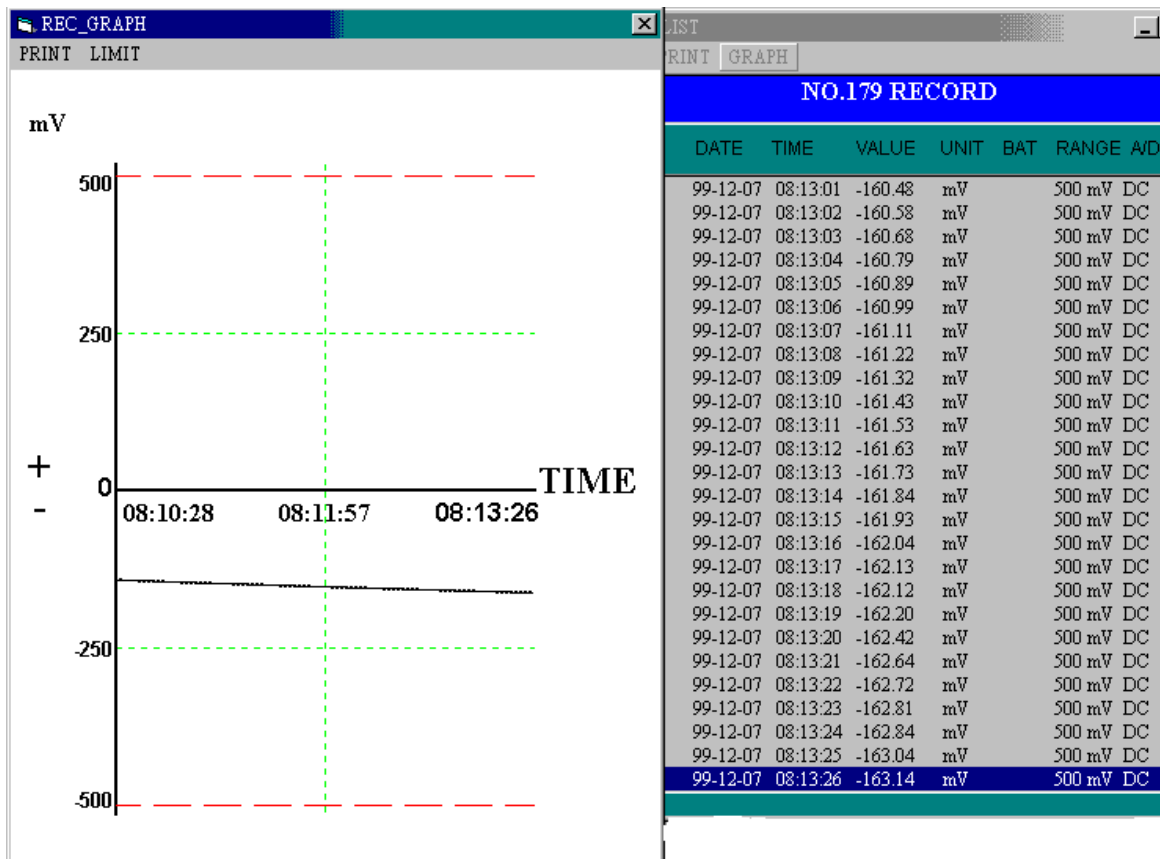 REC_GRAPH
PRINT LIMIT
mV
500
250
+
0
TIME
-
08:10:28 08:11:57 08:13:26
-250
-500
LIST
PRINT GRAPH
NO.179 RECORD
DATE TIME VALUE UNIT BAT RANGE A/D
99-12-07 08:13:01 -160.48 mV 500 mV DC
99-12-07 08:13:02 -160.58 mV 500 mV DC
99-12-07 08:13:03 -160.68 mV 500 mV DC
99-12-07 08:13:04 -160.79 mV 500 mV DC
99-12-07 08:13:05 -160.89 mV 500 mV DC
99-12-07 08:13:06 -160.99 mV 500 mV DC
99-12-07 08:13:07 -161.11 mV 500 mV DC
99-12-07 08:13:08 -161.22 mV 500 mV DC
99-12-07 08:13:09 -161.32 mV 500 mV DC
99-12-07 08:13:10 -161.43 mV 500 mV DC
99-12-07 08:13:11 -161.53 mV 500 mV DC
99-12-07 08:13:12 -161.63 mV 500 mV DC
99-12-07 08:13:13 -161.73 mV 500 mV DC
99-12-07 08:13:14 -161.84 mV 500 mV DC
99-12-07 08:13:15 -161.93 mV 500 mV DC
99-12-07 08:13:16 -162.04 mV 500 mV DC
99-12-07 08:13:17 -162.13 mV 500 mV DC
99-12-07 08:13:18 -162.12 mV 500 mV DC
99-12-07 08:13:19 -162.20 mV 500 mV DC
99-12-07 08:13:20 -162.42 mV 500 mV DC
99-12-07 08:13:21 -162.64 mV 500 mV DC
99-12-07 08:13:22 -162.72 mV 500 mV DC
99-12-07 08:13:23 -162.81 mV 500 mV DC
99-12-07 08:13:24 -162.84 mV 500 mV DC
99-12-07 08:13:25 -163.04 mV 500 mV DC
99-12-07 08:13:26 -163.14 mV 500 mV DC